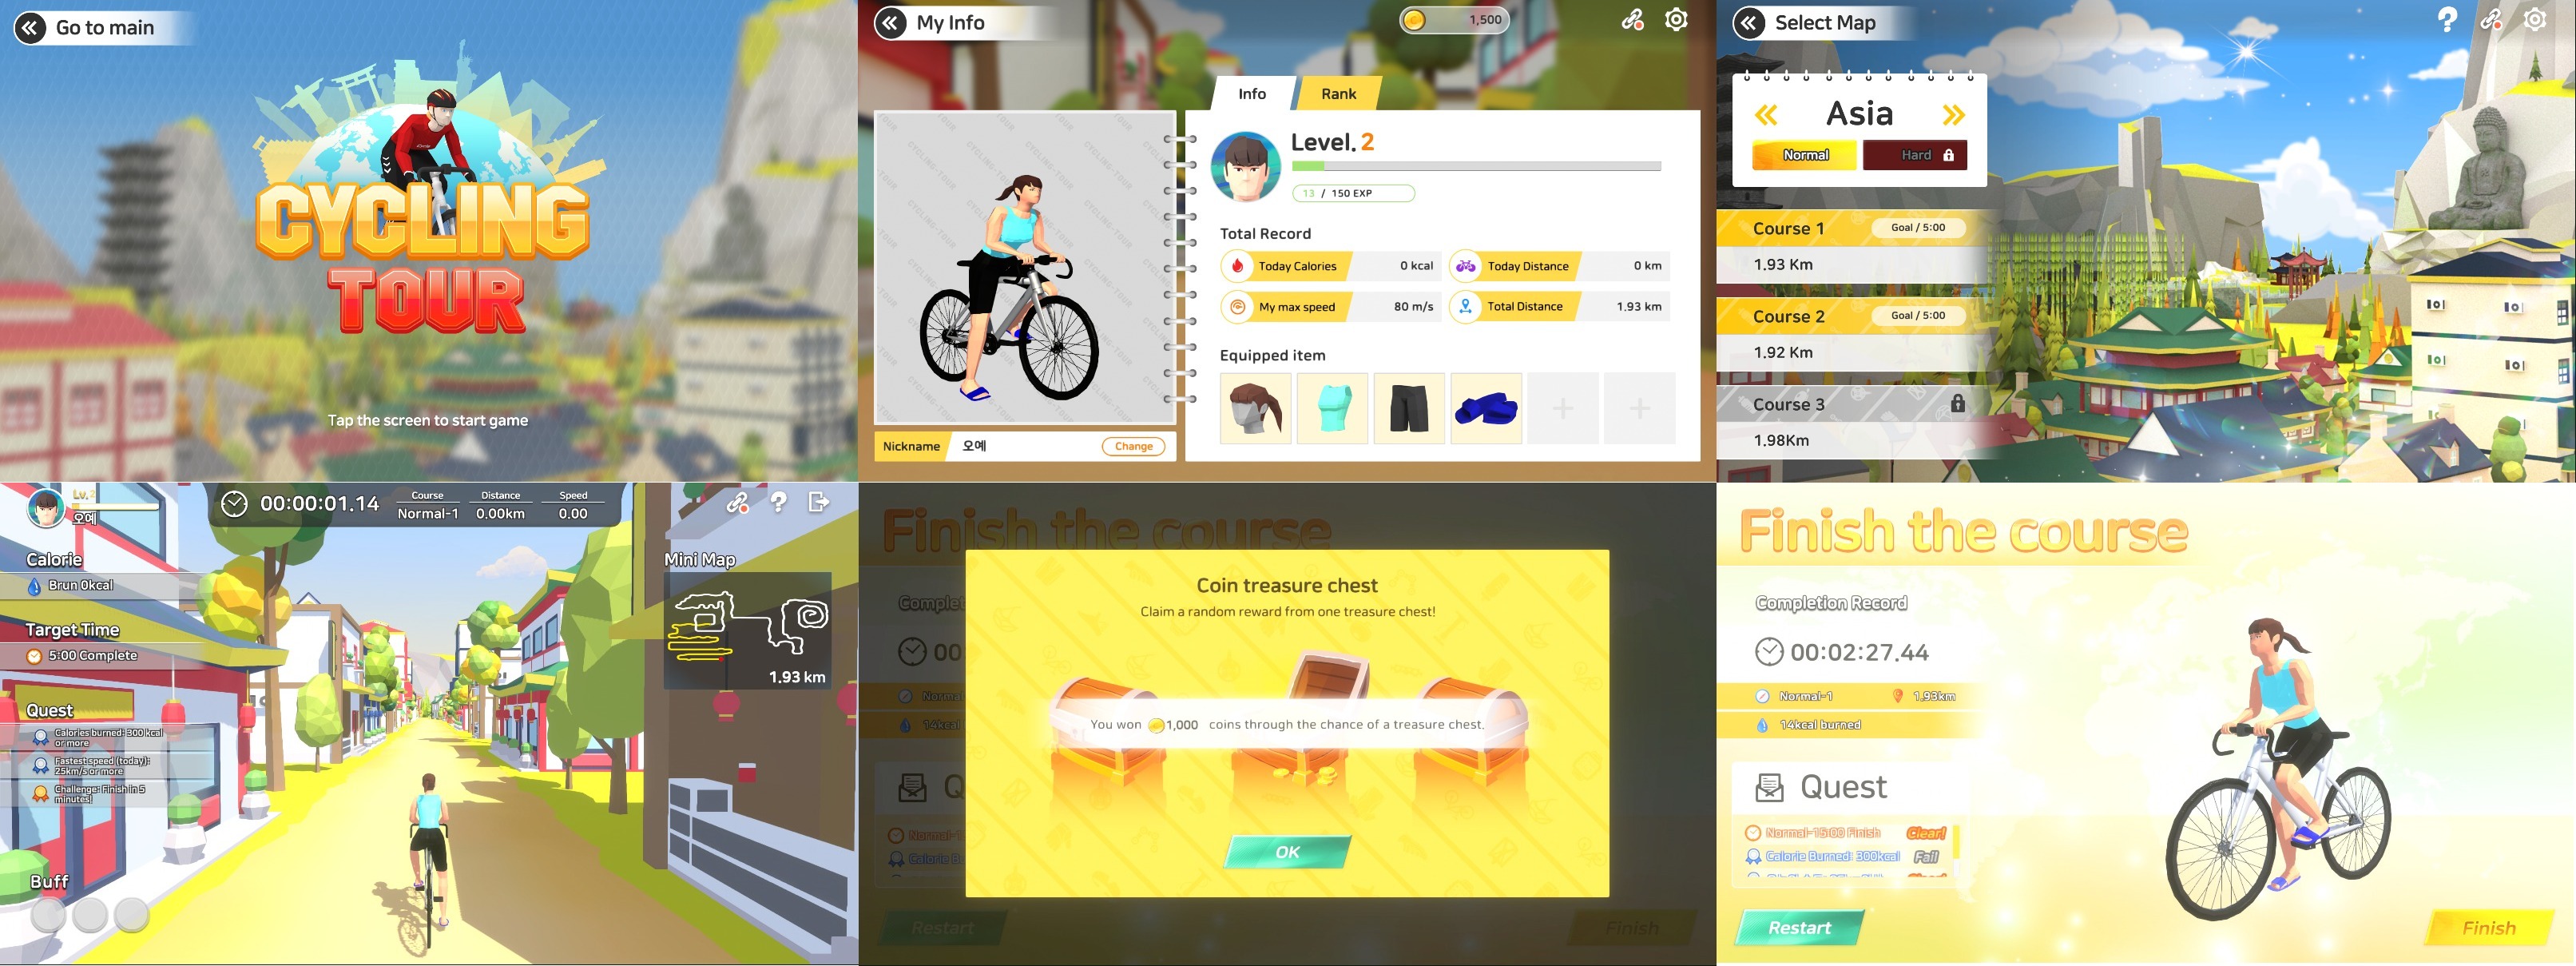 Go to main
CYCLING
TOUR
Tap the screen to start game
My Info
1,500
Info
Rank
Level. 2
13 / 150 EXP
Total Record
Today Calories
0 kcal
Today Distance
0 km
My max speed
80 m/s
Total Distance
1.93 km
Equipped item
Nickname
오예
Change
Select Map
Asia
Normal
Hard
Course 1
Goal / 5:00
1.93 Km
Course 2
Goal / 5:00
1.92 Km
Course 3
1.98Km
Lv.2
오예
00:00:01.14
Course
Normal-1
Distance
0.00km
Speed
0.00
Calorie
Brun 0kcal
Target Time
5:00 Complete
Quest
Calories burned: 300 kcal
or more
Fastest speed (today):
25km/s or more
Challenge: Finish in 5
minutes!
Buff
Mini Map
1.93 km
Finish the course
Coin treasure chest
Claim a random reward from one treasure chest!
You won 1,000 coins through the chance of a treasure chest.
OK
Restart
Finish
Finish the course
Completion Record
00:02:27.44
Normal-1
1.93km
14kcal burned
Quest
Normal-15:00 Finish
Clear!
Calorie Burned: 300kcal
Fail
Restart
Finish